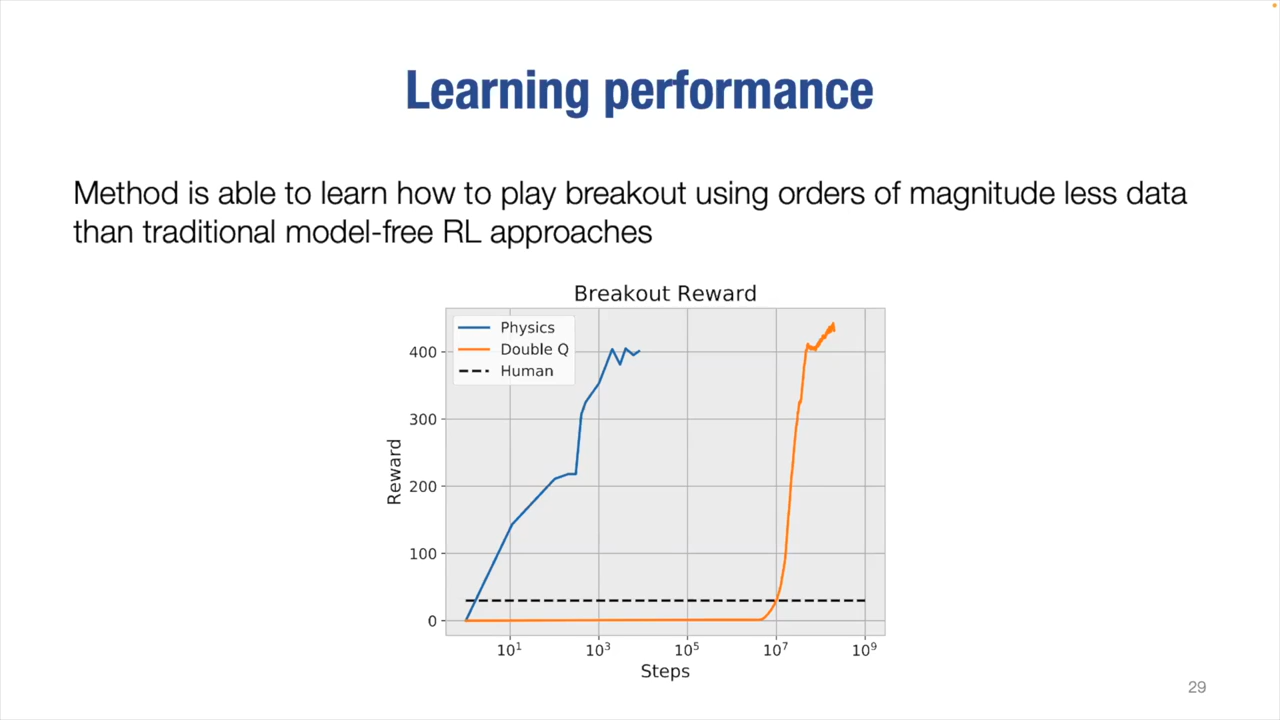 Learning performance
Method is able to learn how to play breakout using orders of magnitude less data
than traditional model-free RL approaches
Breakout Reward
Physics
Double Q
Human
400
300
200
100
0
Reward
10¹
10³
10⁵
10⁷
10⁹
Steps
29